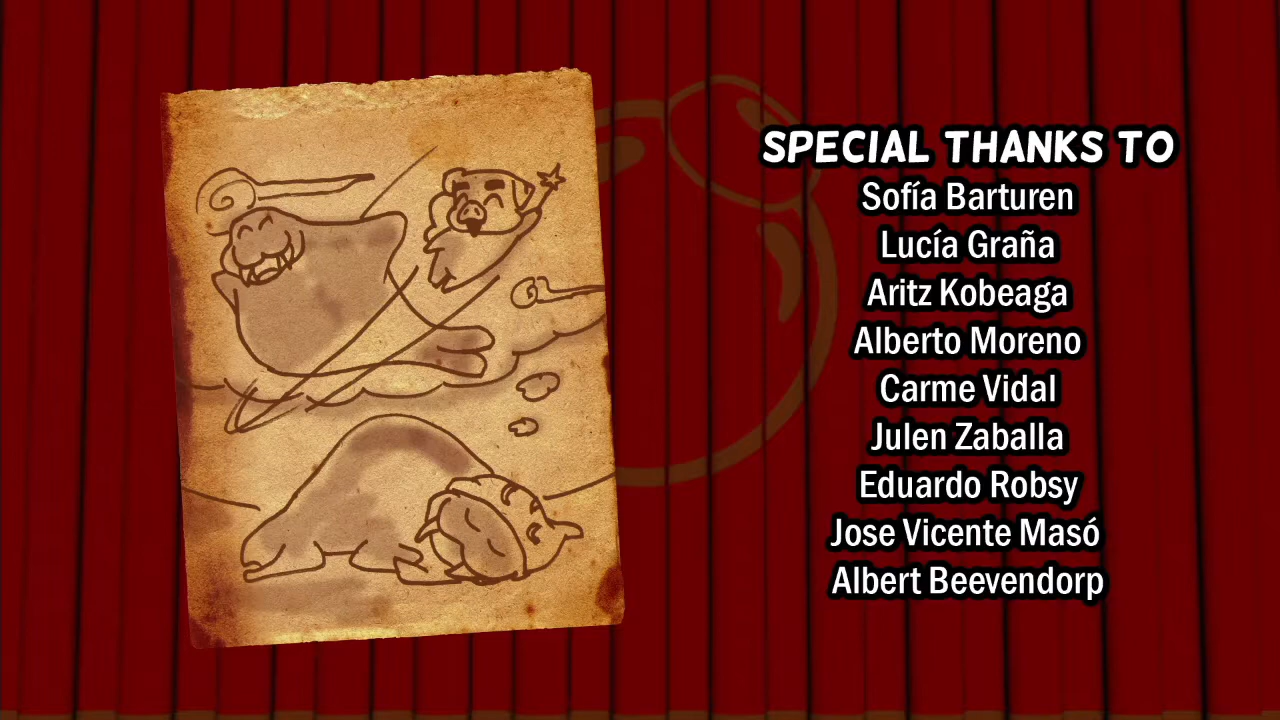 SPECIAL THANKS TO
Sofía Barturen
Lucía Graña
Aritz Kobeaga
Alberto Moreno
Carme Vidal
Julen Zaballa
Eduardo Robsy
Jose Vicente Masó
Albert Beevendorp